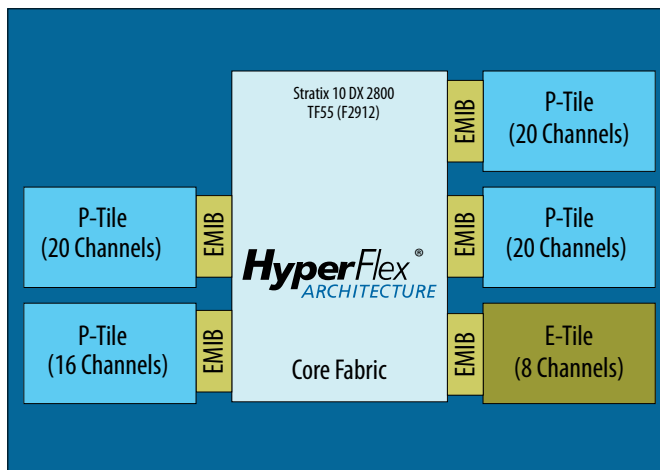 Stratix 10 DX 2800
TF55 (F2912)
HyperFlex®
ARCHITECTURE
Core Fabric
P-Tile
(20 Channels)
EMIB
P-Tile
(16 Channels)
EMIB
EMIB
P-Tile
(20 Channels)
EMIB
P-Tile
(20 Channels)
EMIB
E-Tile
(8 Channels)